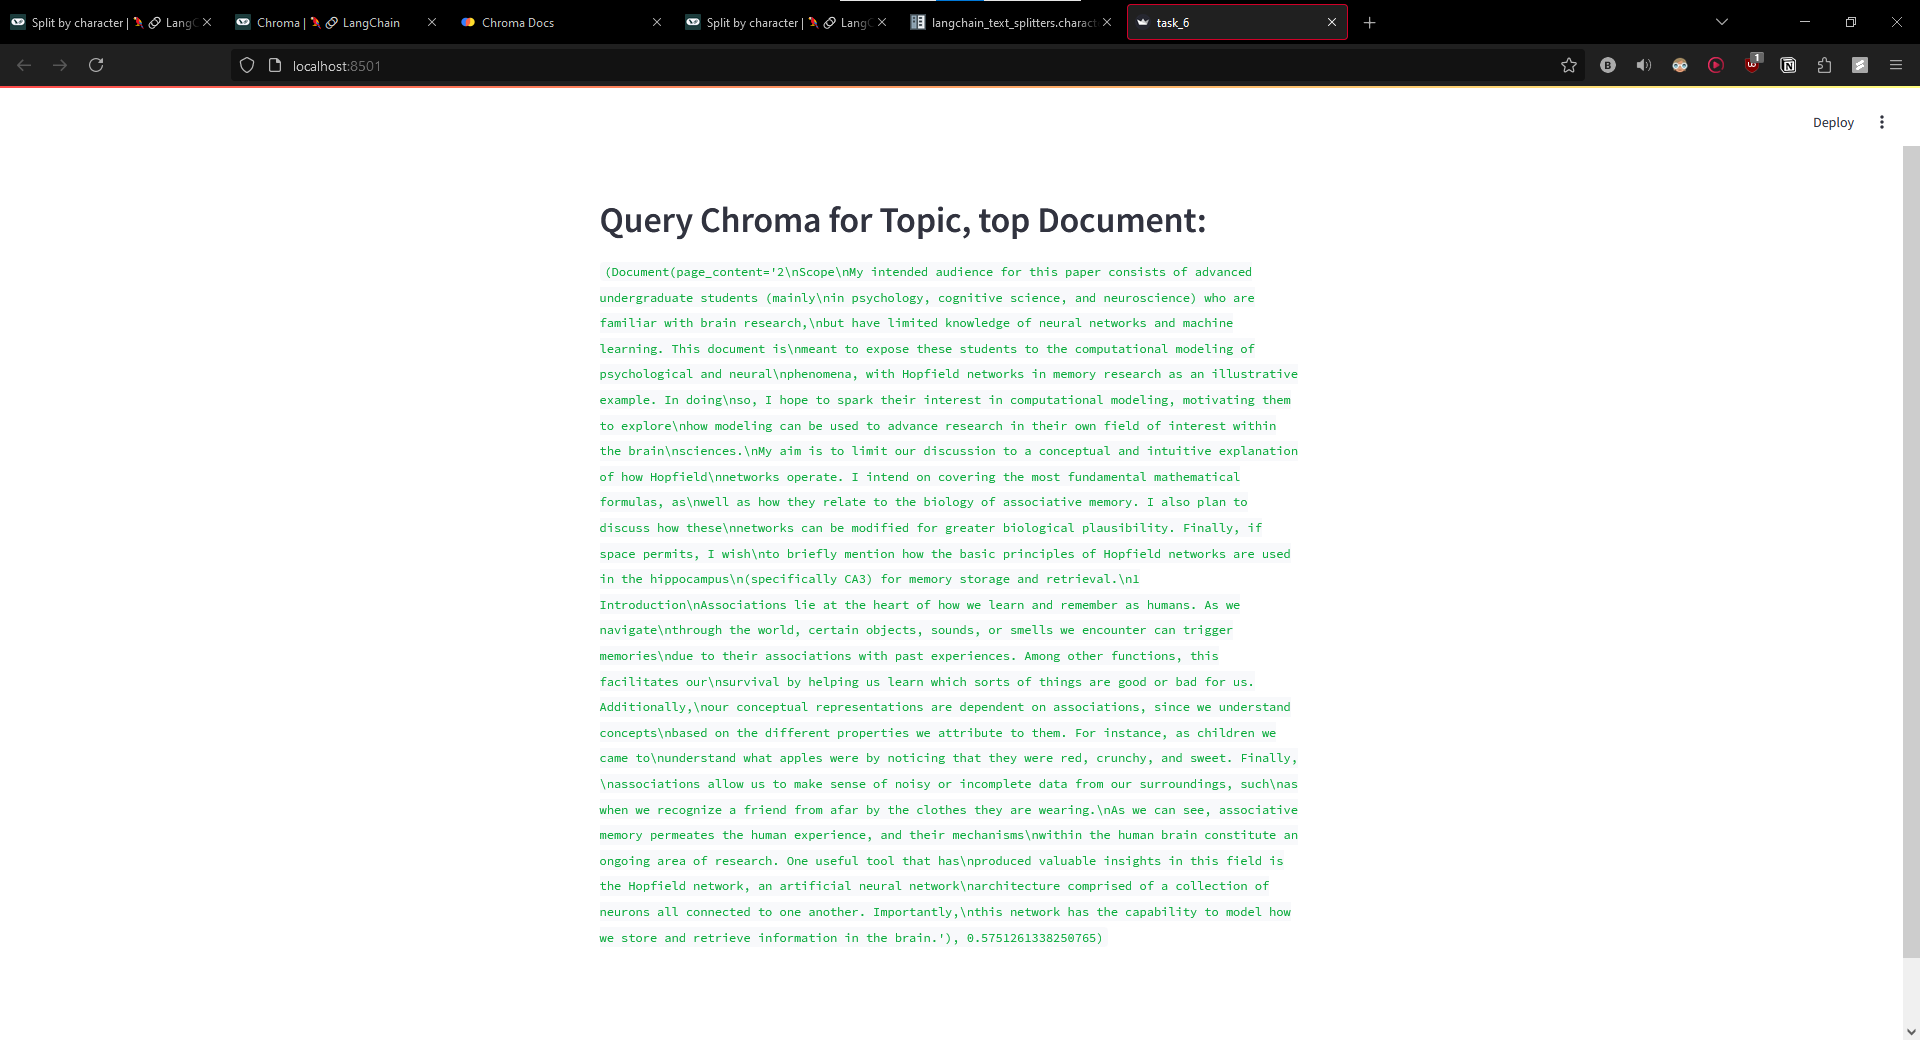 Split by character | LangC
Chroma | LangChain
Chroma Docs
Split by character | LangC
langchain_text_splitters.charact
task_6
localhost:8501
1
Deploy
Query Chroma for Topic, top Document:
(Document(page_content='2\nScope\nMy intended audience for this paper consists of advanced
undergraduate students (mainly\nin psychology, cognitive science, and neuroscience) who are
familiar with brain research,\nbut have limited knowledge of neural networks and machine
learning. This document is\nmeant to expose these students to the computational modeling of
psychological and neural\nphenomena, with Hopfield networks in memory research as an illustrative
example. In doing\nso, I hope to spark their interest in computational modeling, motivating them
to explore\nhow modeling can be used to advance research in their own field of interest within
the brain\nsciences.\nMy aim is to limit our discussion to a conceptual and intuitive explanation
of how Hopfield\nnetworks operate. I intend on covering the most fundamental mathematical
formulas, as\nwell as how they relate to the biology of associative memory. I also plan to
discuss how these\nnetworks can be modified for greater biological plausibility. Finally, if
space permits, I wish\nto briefly mention how the basic principles of Hopfield networks are used
in the hippocampus\n(specifically CA3) for memory storage and retrieval.\n1
Introduction\nAssociations lie at the heart of how we learn and remember as humans. As we
navigate\nthrough the world, certain objects, sounds, or smells we encounter can trigger
memories\ndue to their associations with past experiences. Among other functions, this
facilitates our\nsurvival by helping us learn which sorts of things are good or bad for us.
Additionally,\nour conceptual representations are dependent on associations, since we understand
concepts\nbased on the different properties we attribute to them. For instance, as children we
came to\nunderstand what apples were by noticing that they were red, crunchy, and sweet. Finally,
\nassociations allow us to make sense of noisy or incomplete data from our surroundings, such\nas
when we recognize a friend from afar by the clothes they are wearing.\nAs we can see, associative
memory permeates the human experience, and their mechanisms\nwithin the human brain constitute an
ongoing area of research. One useful tool that has\nproduced valuable insights in this field is
the Hopfield network, an artificial neural network\narchitecture comprised of a collection of
neurons all connected to one another. Importantly,\nthis network has the capability to model how
we store and retrieve information in the brain.'), 0.5751261338250765)